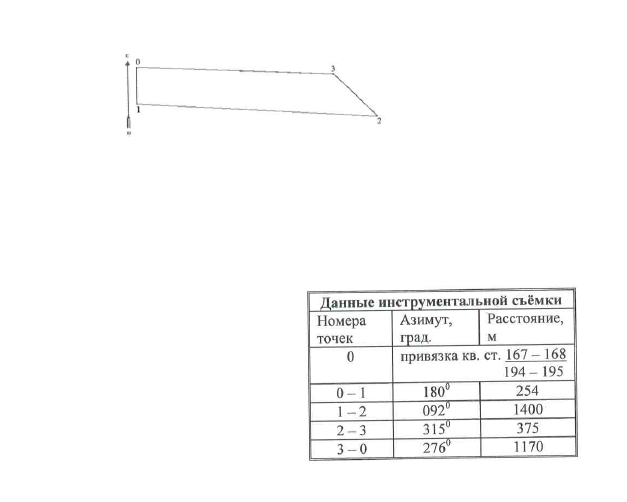 с
0
3
1
2
ю
Данные инструментальной съёмки
Номера точек Азимут, град. Расстояние, м
0 привязка кв. ст. 167 – 168
194 – 195
0 – 1 180⁰ 254
1 – 2 092⁰ 1400
2 – 3 315⁰ 375
3 – 0 276⁰ 1170